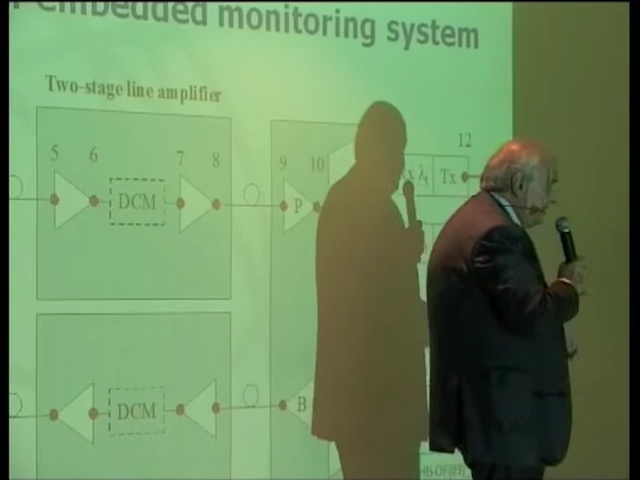 embedded monitoring system
Two-stage line amplifier
12
5 6 7 8 9 10
DCM
P
λ
Tx
DCM
B